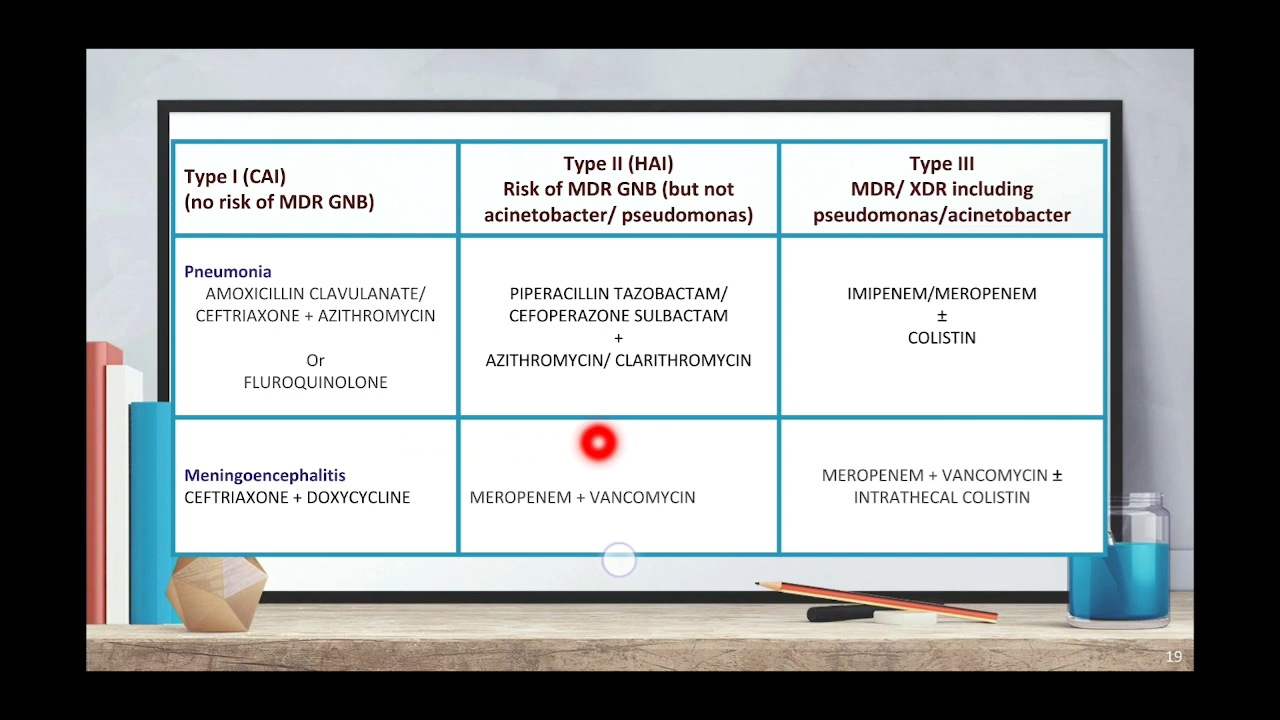 Type I (CAI)
(no risk of MDR GNB)
Type II (HAI)
Risk of MDR GNB (but not
acinetobacter/ pseudomonas)
Type III
MDR/ XDR including
pseudomonas/acinetobacter
Pneumonia
AMOXICILLIN CLAVULANATE/
CEFTRIAXONE + AZITHROMYCIN
Or
FLUROQUINOLONE
PIPERACILLIN TAZOBACTAM/
CEFOPERAZONE SULBACTAM
+
AZITHROMYCIN/ CLARITHROMYCIN
IMIPENEM/MEROPENEM
±
COLISTIN
Meningoencephalitis
CEFTRIAXONE + DOXYCYCLINE
MEROPENEM + VANCOMYCIN
MEROPENEM + VANCOMYCIN ±
INTRATHECAL COLISTIN
19